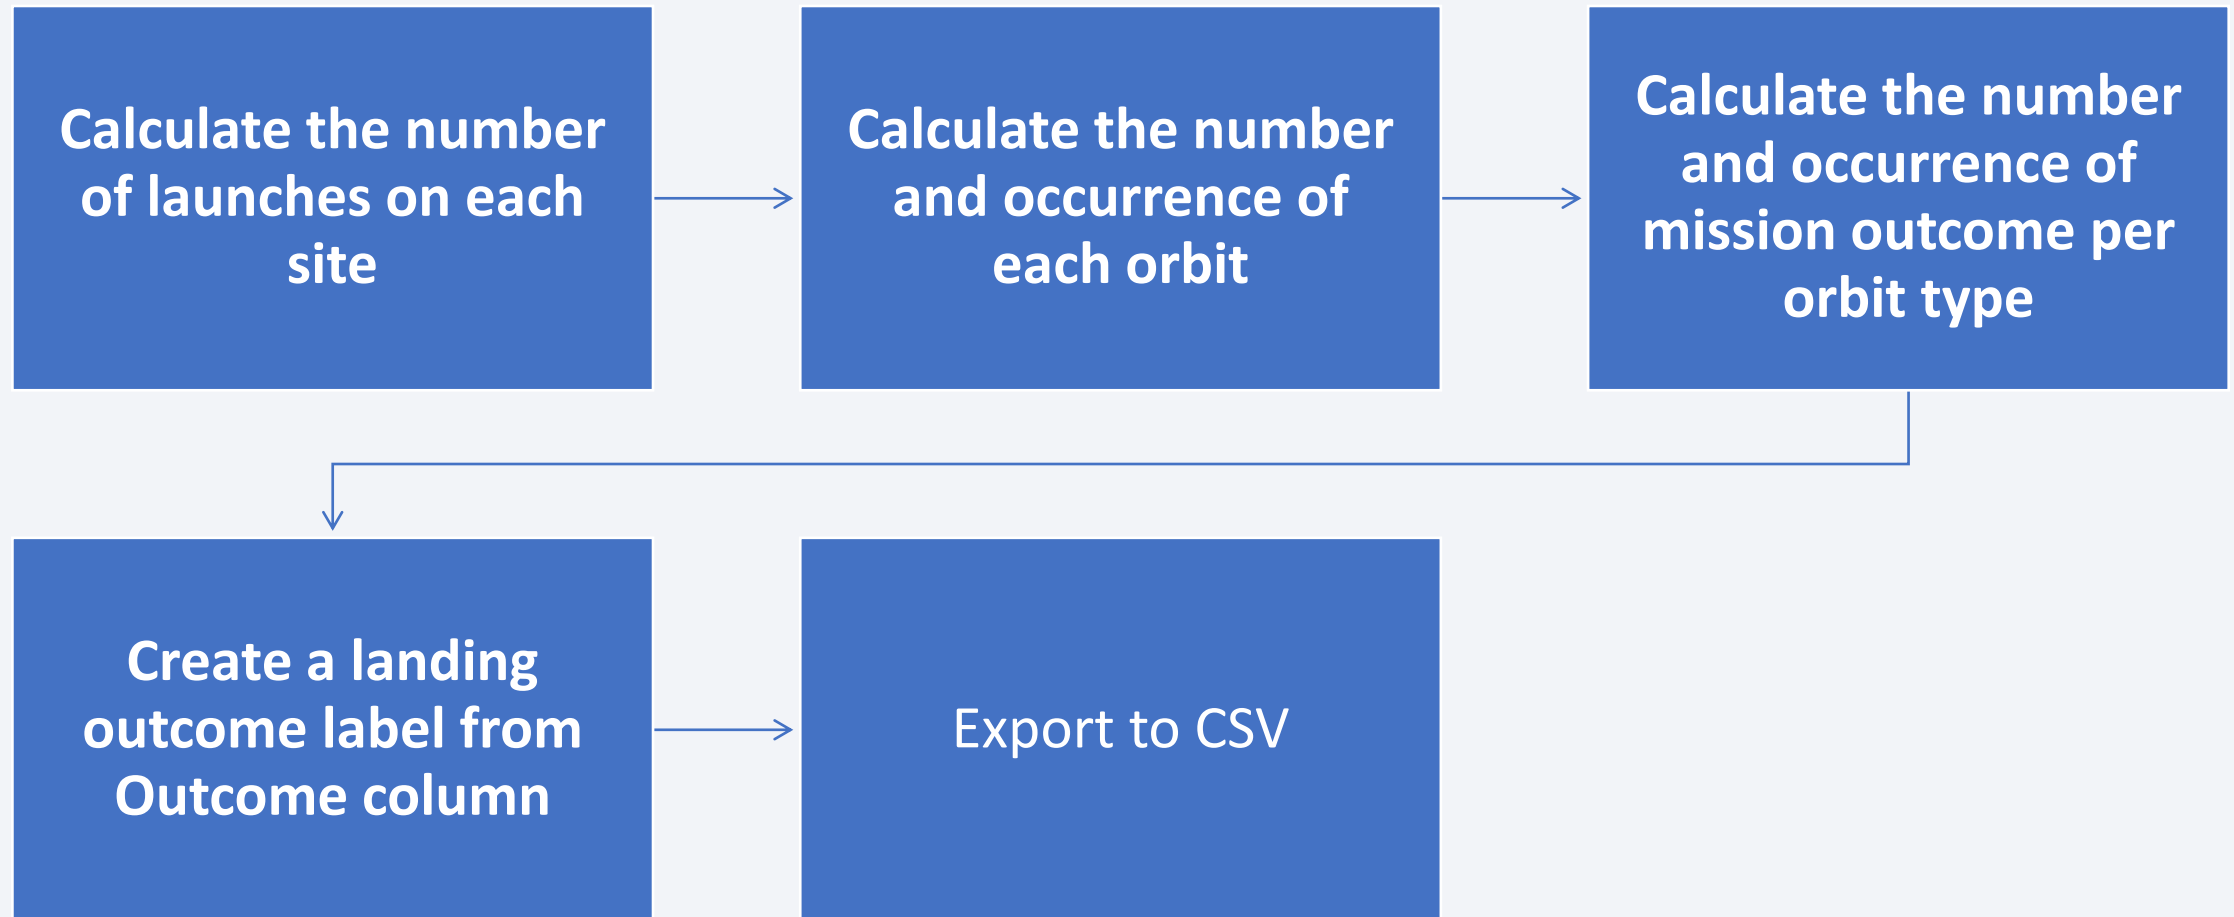 Calculate the number
of launches on each
site
Calculate the number
and occurrence of
each orbit
Calculate the number
and occurrence of
mission outcome per
orbit type
Create a landing
outcome label from
Outcome column
Export to CSV